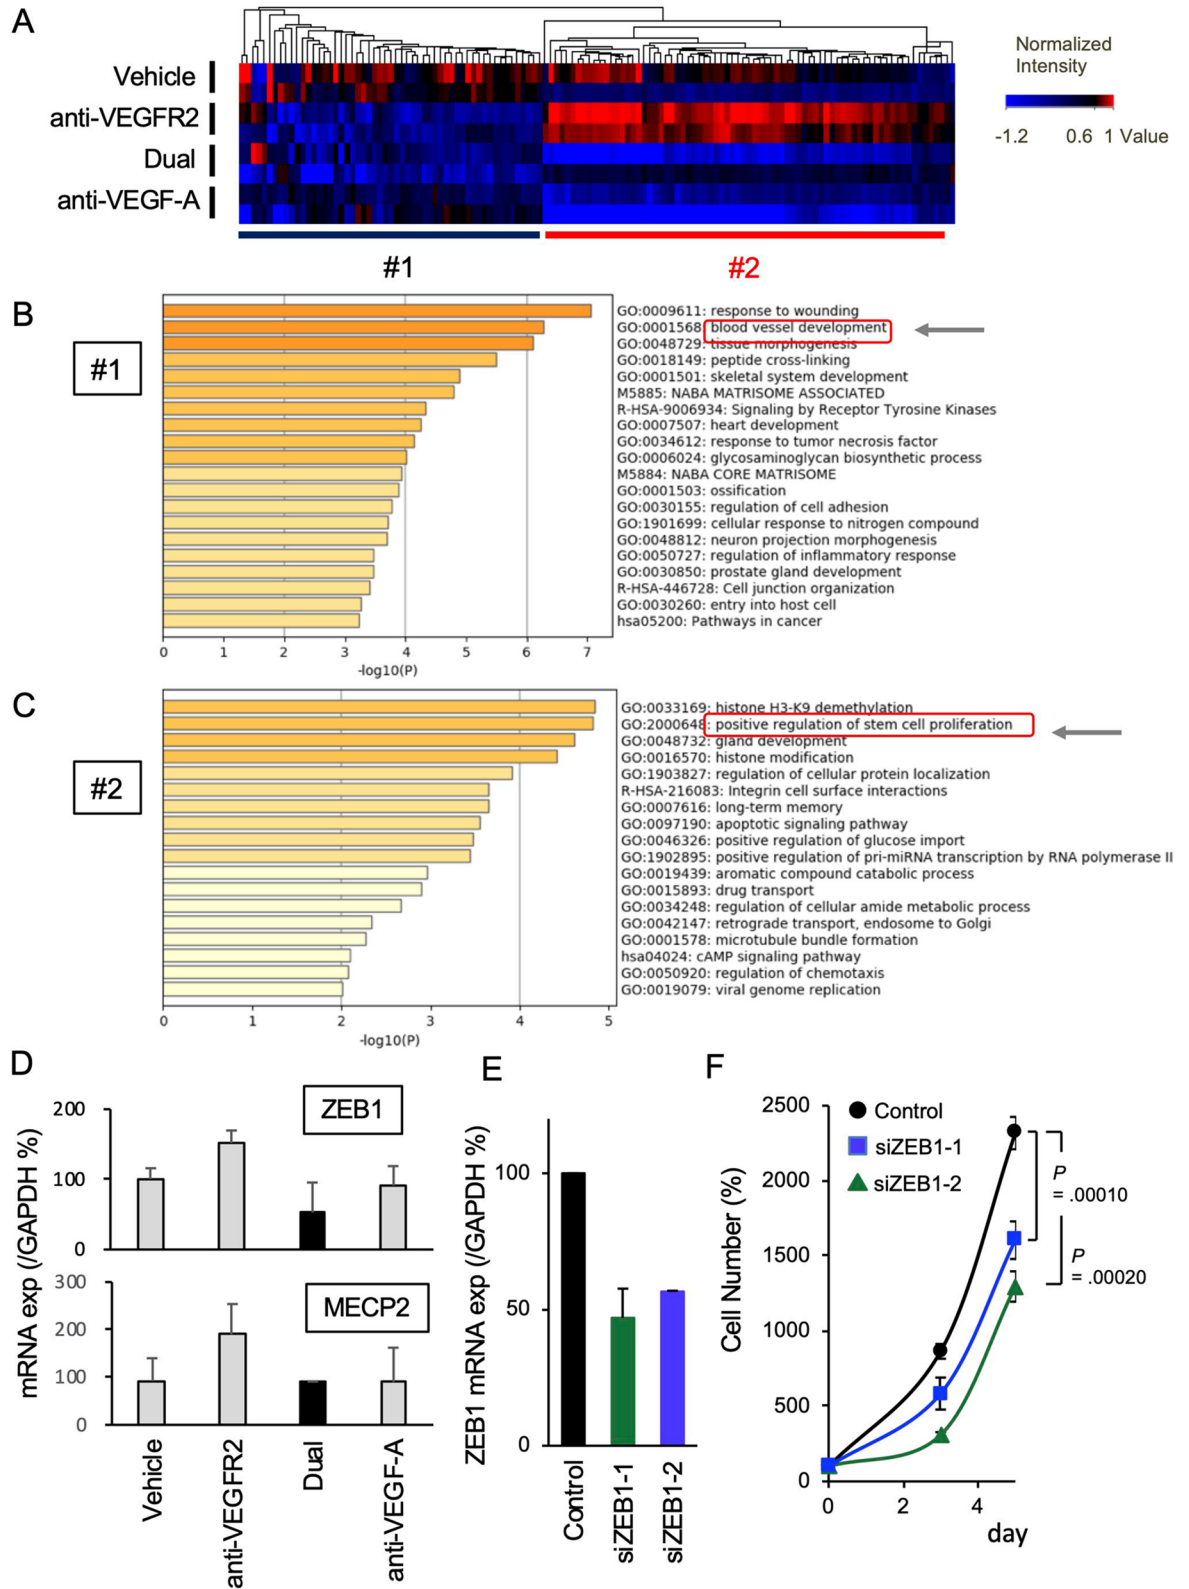 A
Vehicle
anti-VEGFR2
Dual
anti-VEGF-A
Normalized
Intensity
-1.2 0.6 1 Value
#1 #2
B
#1
GO:0009611: response to wounding
GO:0001568: blood vessel development
GO:0048729: tissue morphogenesis
GO:0018149: peptide cross-linking
GO:0001501: skeletal system development
M5885: NABA MATRISOME ASSOCIATED
R-HSA-9006934: Signaling by Receptor Tyrosine Kinases
GO:0007507: heart development
GO:0034612: response to tumor necrosis factor
GO:0006024: glycosaminoglycan biosynthetic process
M5884: NABA CORE MATRISOME
GO:0001503: ossification
GO:0030155: regulation of cell adhesion
GO:1901699: cellular response to nitrogen compound
GO:0048812: neuron projection morphogenesis
GO:0050727: regulation of inflammatory response
GO:0030850: prostate gland development
R-HSA-446728: Cell junction organization
GO:0030260: entry into host cell
hsa05200: Pathways in cancer
0 1 2 3 4 5 6 7
-log10(P)
C
#2
GO:0033169: histone H3-K9 demethylation
GO:2000648: positive regulation of stem cell proliferation
GO:0048732: gland development
GO:0016570: histone modification
GO:1903827: regulation of cellular protein localization
R-HSA-216083: Integrin cell surface interactions
GO:0007616: long-term memory
GO:0097190: apoptotic signaling pathway
GO:0046326: positive regulation of glucose import
GO:1902895: positive regulation of pri-miRNA transcription by RNA polymerase II
GO:0019439: aromatic compound catabolic process
GO:0015893: drug transport
GO:0034248: regulation of cellular amide metabolic process
GO:0042147: retrograde transport, endosome to Golgi
GO:0001578: microtubule bundle formation
hsa04024: cAMP signaling pathway
GO:0050920: regulation of chemotaxis
GO:0019079: viral genome replication
0 1 2 3 4 5
-log10(P)
D
mRNA exp (/GAPDH %)
ZEB1
200
100
0
MECP2
300
200
100
0
Vehicle
anti-VEGFR2
Dual
anti-VEGF-A
E
ZEB1 mRNA exp (/GAPDH %)
100
50
0
Control
siZEB1-1
siZEB1-2
F
Cell Number (%)
2500
2000
1500
1000
500
0
Control
siZEB1-1
siZEB1-2
P
= .00010
P
= .00020
0 2 4
day